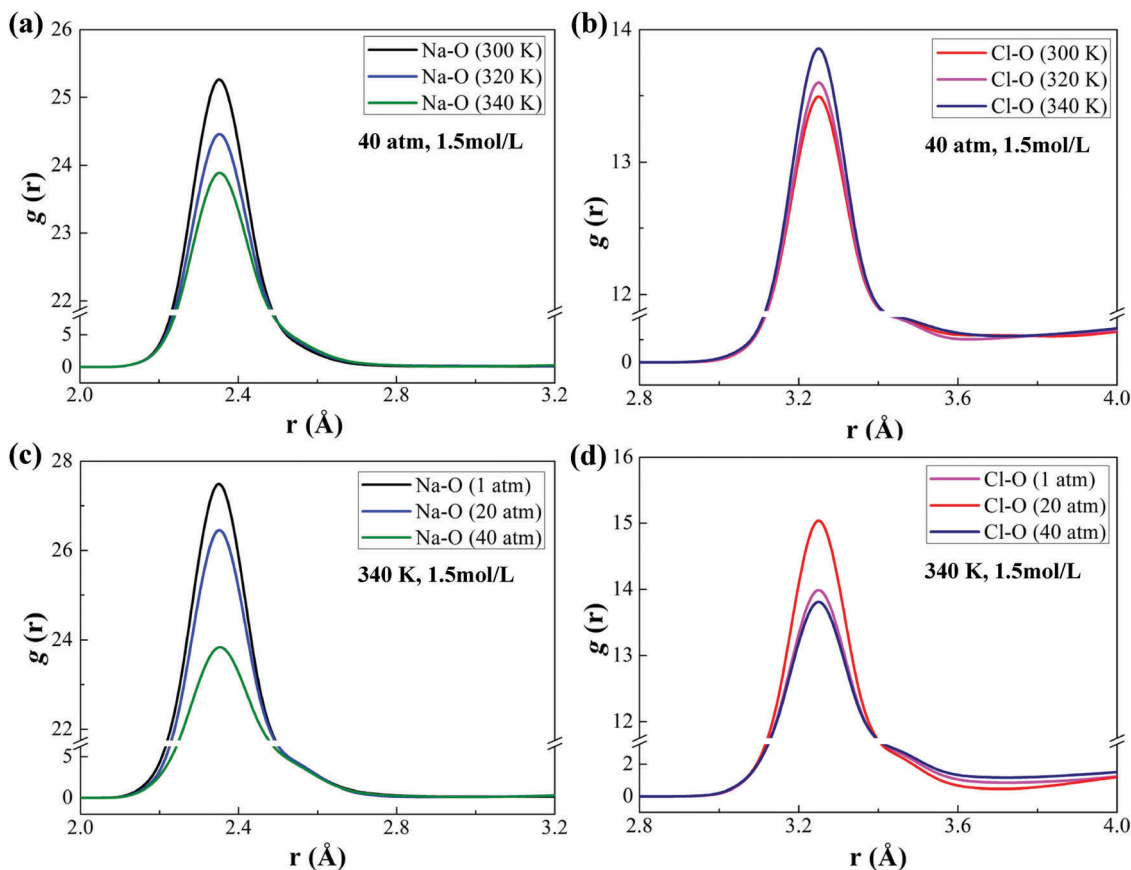 (a)
26
25
24
23
22
5
0
g (r)
2.0
2.4
2.8
3.2
r (Å)
Na-O (300 K)
Na-O (320 K)
Na-O (340 K)
40 atm, 1.5mol/L
(b)
14
13
12
0
g (r)
2.8
3.2
3.6
4.0
r (Å)
Cl-O (300 K)
Cl-O (320 K)
Cl-O (340 K)
40 atm, 1.5mol/L
(c)
28
26
24
22
5
0
g (r)
2.0
2.4
2.8
3.2
r (Å)
Na-O (1 atm)
Na-O (20 atm)
Na-O (40 atm)
340 K, 1.5mol/L
(d)
16
15
14
13
12
2
0
g (r)
2.8
3.2
3.6
4.0
r (Å)
Cl-O (1 atm)
Cl-O (20 atm)
Cl-O (40 atm)
340 K, 1.5mol/L